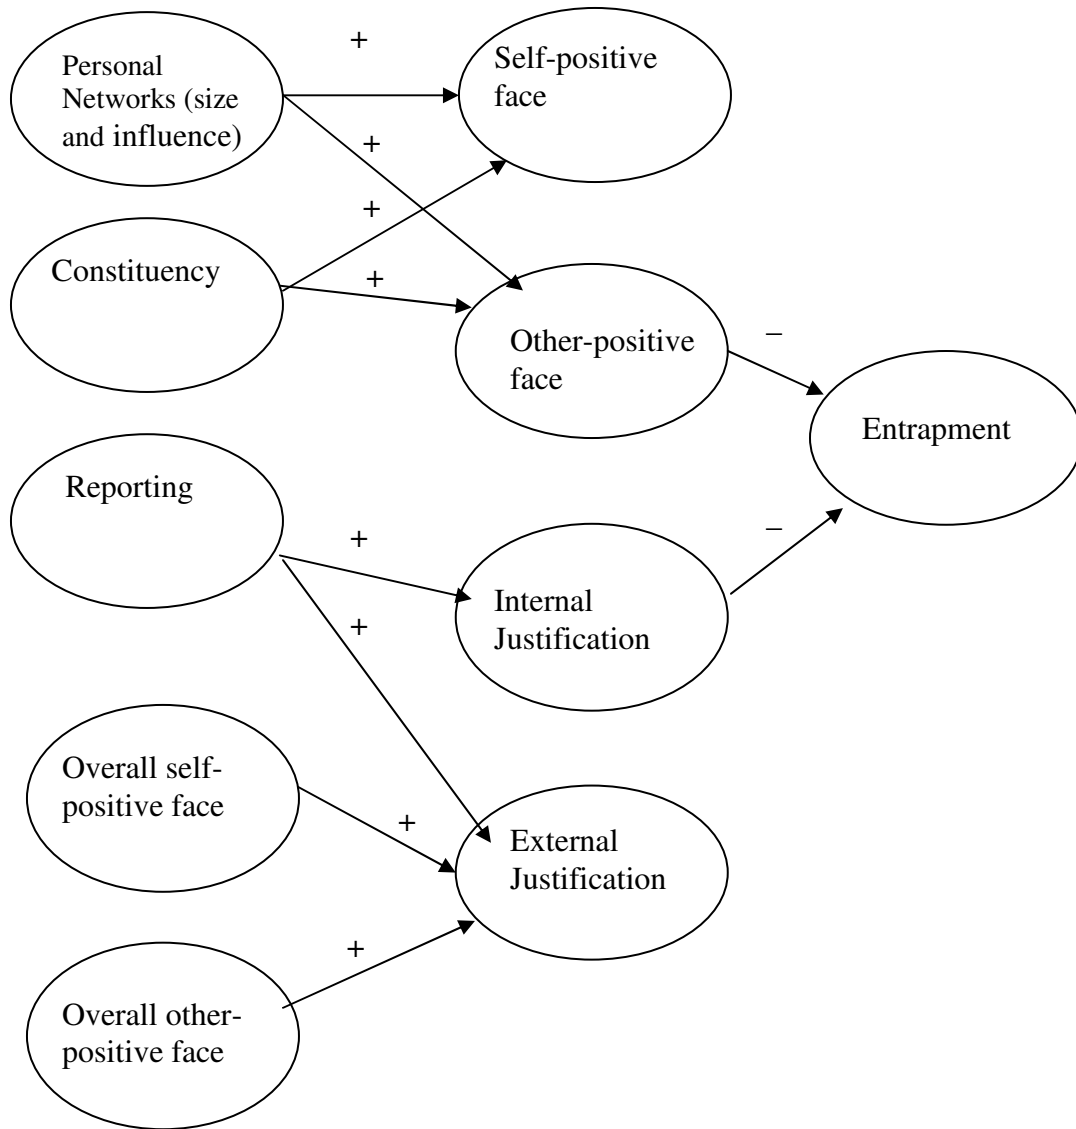 Personal
Networks (size
and influence)
+
Self-positive
face
+
+
Constituency
+
Other-positive
face
–
Entrapment
Reporting
+
–
Internal
Justification
+
Overall self-
positive face
+
External
Justification
+
Overall other-
positive face